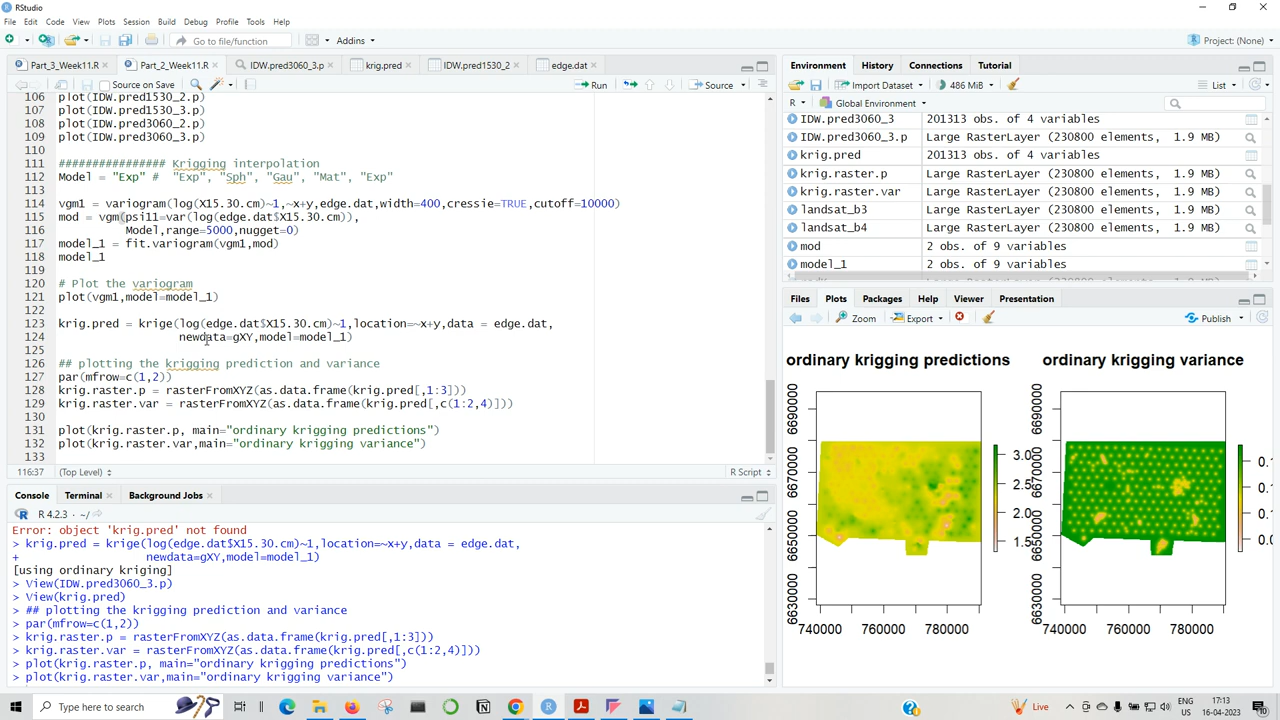 RStudio
File Edit Code View Plots Session Build Debug Profile Tools Help
Go to file/function
Addins
Project: (None)
Part_3_Week11.R
Part_2_Week11.R
IDW.pred3060_3.p
krig.pred
IDW.pred1530_2
edge.dat
Source on Save
Run
Source
106 plot(IDW.pred1530_2.p)
107 plot(IDW.pred1530_3.p)
108 plot(IDW.pred3060_2.p)
109 plot(IDW.pred3060_3.p)
110
111 ############### Krigging interpolation
112 Model = "Exp" # "Exp", "Sph", "Gau", "Mat", "Exp"
113
114 vgm1 = variogram(log(X15.30.cm)~1,~x+y,edge.dat,width=400,cressie=TRUE,cutoff=10000)
115 mod = vgm(psill=var(log(edge.dat$X15.30.cm)),
116 Model,range=5000,nugget=0)
117 model_1 = fit.variogram(vgm1,mod)
118 model_1
119
120 # Plot the variogram
121 plot(vgm1,model=model_1)
122
123 krig.pred = krige(log(edge.dat$X15.30.cm)~1,location=~x+y,data = edge.dat,
124 newdata=gXY,model=model_1)
125
126 ## plotting the krigging prediction and variance
127 par(mfrow=c(1,2))
128 krig.raster.p = rasterFromXYZ(as.data.frame(krig.pred[,1:3]))
129 krig.raster.var = rasterFromXYZ(as.data.frame(krig.pred[,c(1:2,4)]))
130
131 plot(krig.raster.p, main="ordinary krigging predictions")
132 plot(krig.raster.var,main="ordinary krigging variance")
133
116:37 (Top Level) R Script
Console Terminal Background Jobs
R 4.2.3 · ~/
Error: object 'krig.pred' not found
> krig.pred = krige(log(edge.dat$X15.30.cm)~1,location=~x+y,data = edge.dat,
+ newdata=gXY,model=model_1)
[using ordinary kriging]
> View(IDW.pred3060_3.p)
> View(krig.pred)
> ## plotting the krigging prediction and variance
> par(mfrow=c(1,2))
> krig.raster.p = rasterFromXYZ(as.data.frame(krig.pred[,1:3]))
> krig.raster.var = rasterFromXYZ(as.data.frame(krig.pred[,c(1:2,4)]))
> plot(krig.raster.p, main="ordinary krigging predictions")
> plot(krig.raster.var,main="ordinary krigging variance")
Environment History Connections Tutorial
Import Dataset 486 MiB List
R Global Environment
IDW.pred3060_3 201313 obs. of 4 variables
IDW.pred3060_3.p Large RasterLayer (230800 elements, 1.9 MB)
krig.pred 201313 obs. of 4 variables
krig.raster.p Large RasterLayer (230800 elements, 1.9 MB)
krig.raster.var Large RasterLayer (230800 elements, 1.9 MB)
landsat_b3 Large RasterLayer (230800 elements, 1.9 MB)
landsat_b4 Large RasterLayer (230800 elements, 1.9 MB)
mod 2 obs. of 9 variables
model_1 2 obs. of 9 variables
Files Plots Packages Help Viewer Presentation
Zoom Export Publish
ordinary krigging predictions
6690000
6670000
6650000
6630000
740000 760000 780000
3.0
2.5
2.0
1.5
ordinary krigging variance
6690000
6670000
6650000
6630000
740000 760000 780000
0.1
0.1
0.1
0.0
Type here to search
Live
ENG
US
17:13
16-04-2023